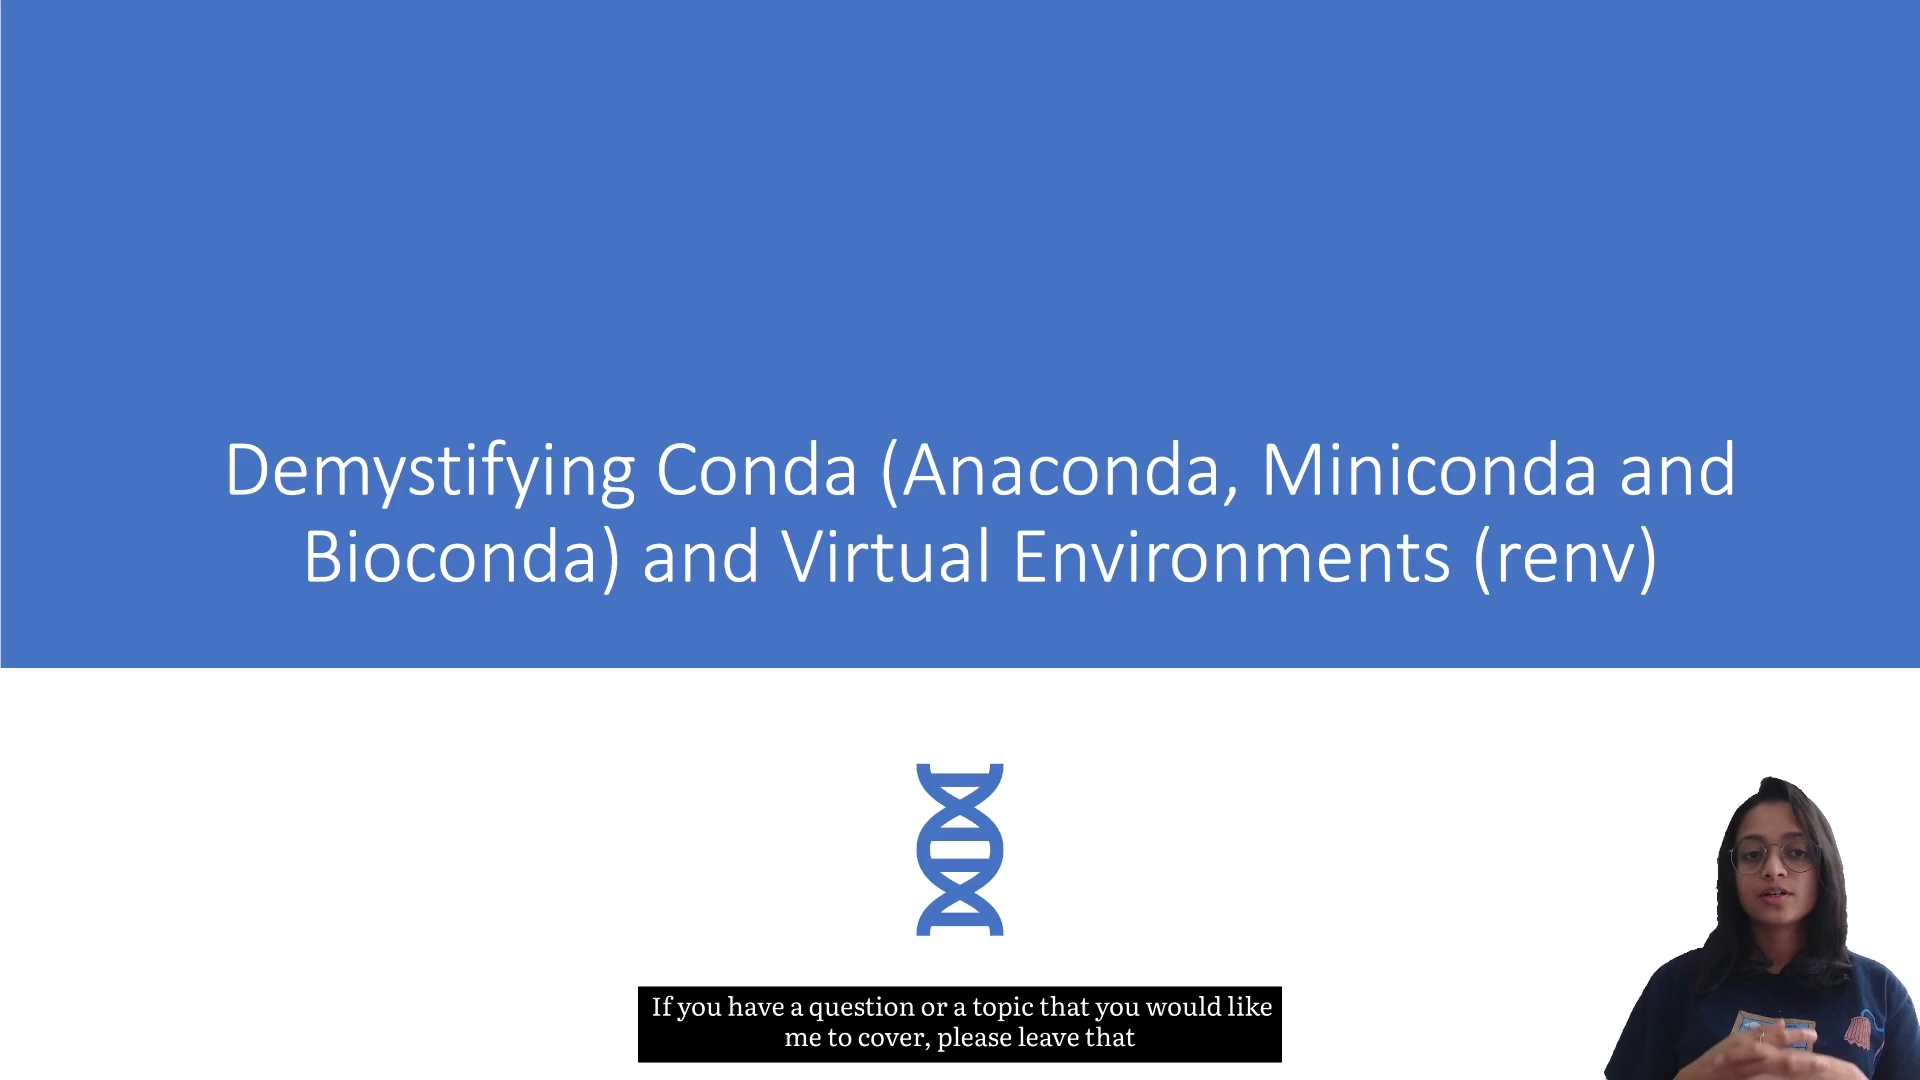 Demystifying Conda (Anaconda, Miniconda and
Bioconda) and Virtual Environments (renv)
If you have a question or a topic that you would like
me to cover, please leave that